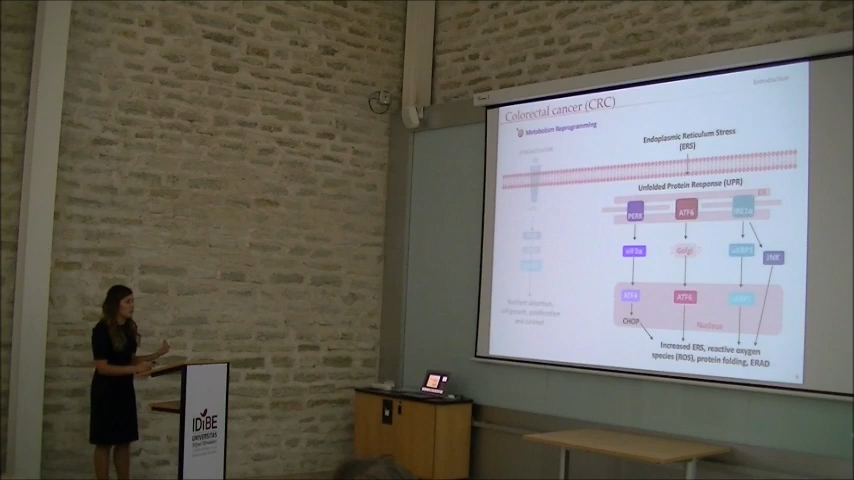 Introduction
Colorectal cancer (CRC)
Metabolism Reprogramming
Endoplasmic Reticulum Stress
(ERS)
Unfolded Protein Response (UPR)
ER
PERK
ATF6
IRE1α
eIF2α
Golgi
sXBP1
JNK
ATF4
ATF6
sXBP1
Nucleus
CHOP
Increased ERS, reactive oxygen
species (ROS), protein folding, ERAD
Nutrient adaption,
cell growth, proliferation
and survival
IDiBE
UNIVERSITAS
Miguel Hernández